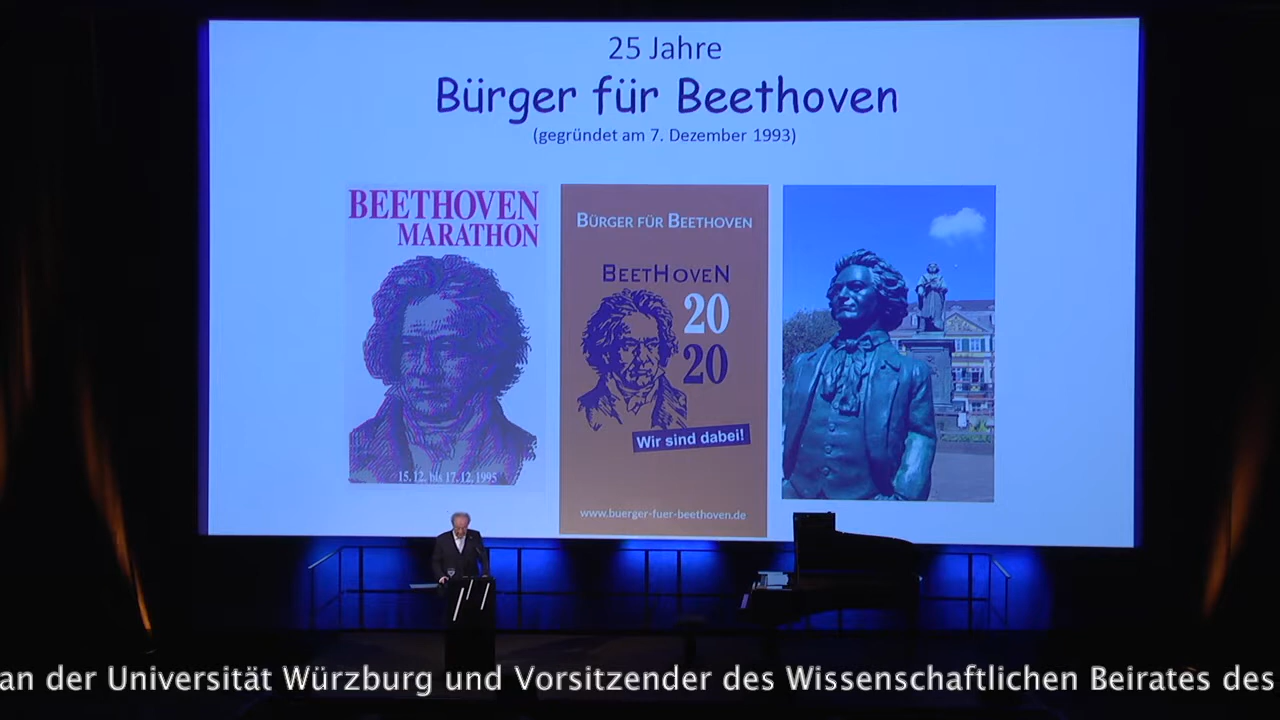 25 Jahre
Bürger für Beethoven
(gegründet am 7. Dezember 1993)
BEETHOVEN
MARATHON
15. 12. bis 17. 12. 1995
BÜRGER FÜR BEETHOVEN
BEETHOVEN
20
20
Wir sind dabei!
www.buerger-fuer-beethoven.de
an der Universität Würzburg und Vorsitzender des Wissenschaftlichen Beirates des